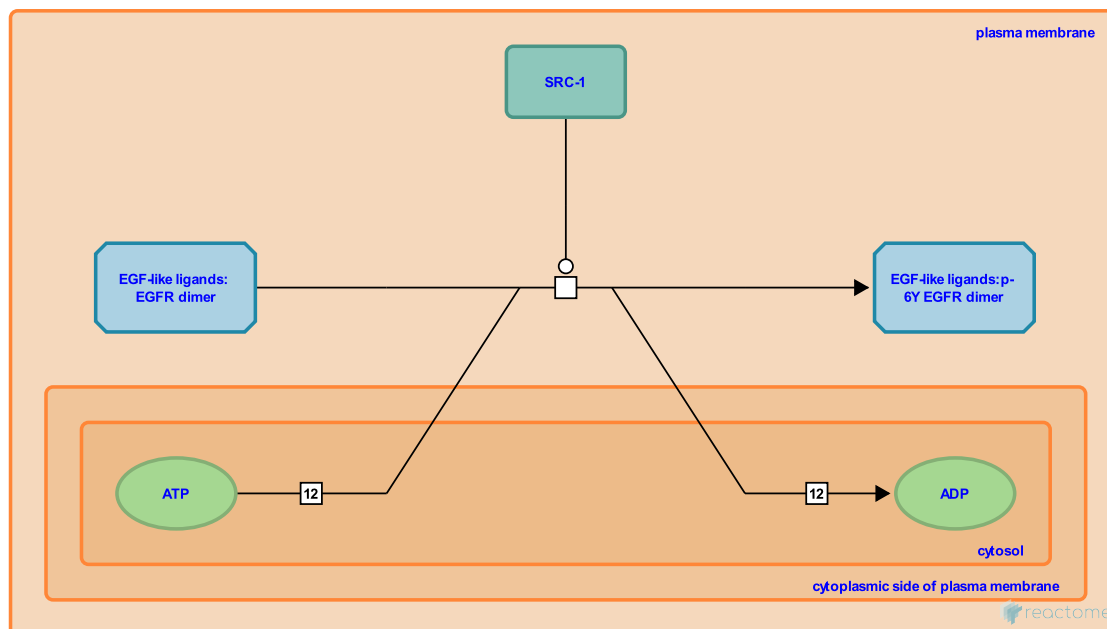 plasma membrane
SRC-1
EGF-like ligands:
EGFR dimer
EGF-like ligands:p-
6Y EGFR dimer
ATP
12
12
ADP
cytosol
cytoplasmic side of plasma membrane
reactome